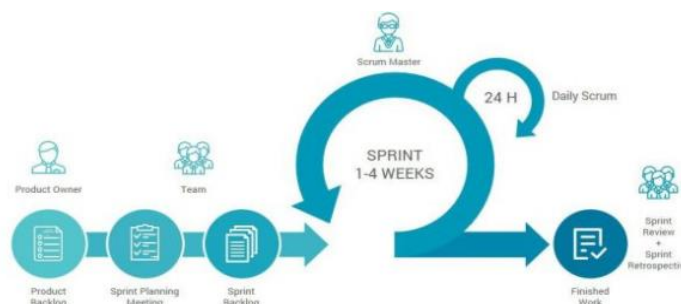 Scrum Master
24 H
Daily Scrum
SPRINT
1-4 WEEKS
Product Owner
Team
Sprint
Review
+
Sprint
Retrospecti
Product
Backlog
Sprint Planning
Meeting
Sprint
Backlog
Finished
Work